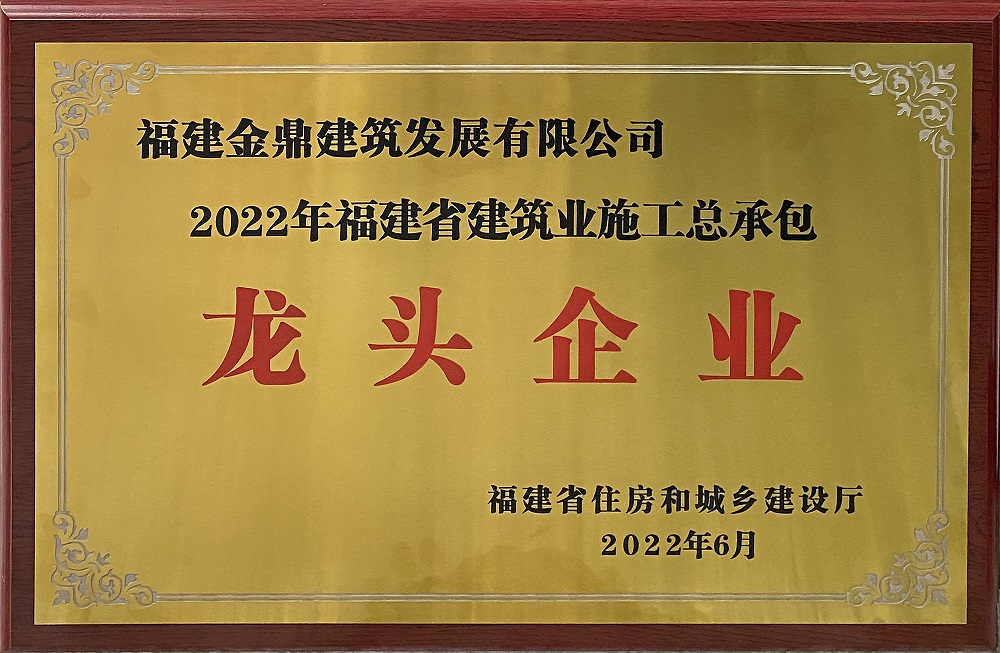 福建金鼎建筑发展有限公司
2022年福建省建筑业施工总承包
龙头企业
福建省住房和城乡建设厅
2022年6月